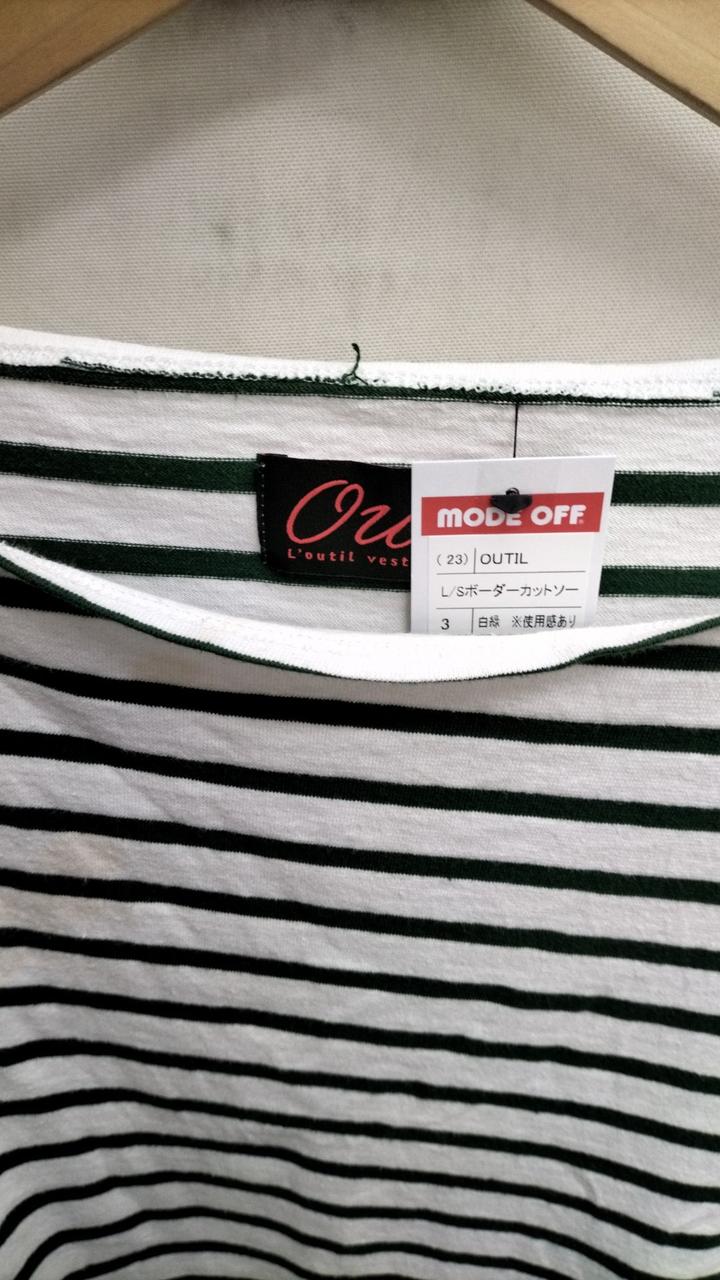 Ou
L'outil vest
MODE OFF
(23) OUTIL
L/Sボーダーカットソー
3 白緑 ※使用感あり